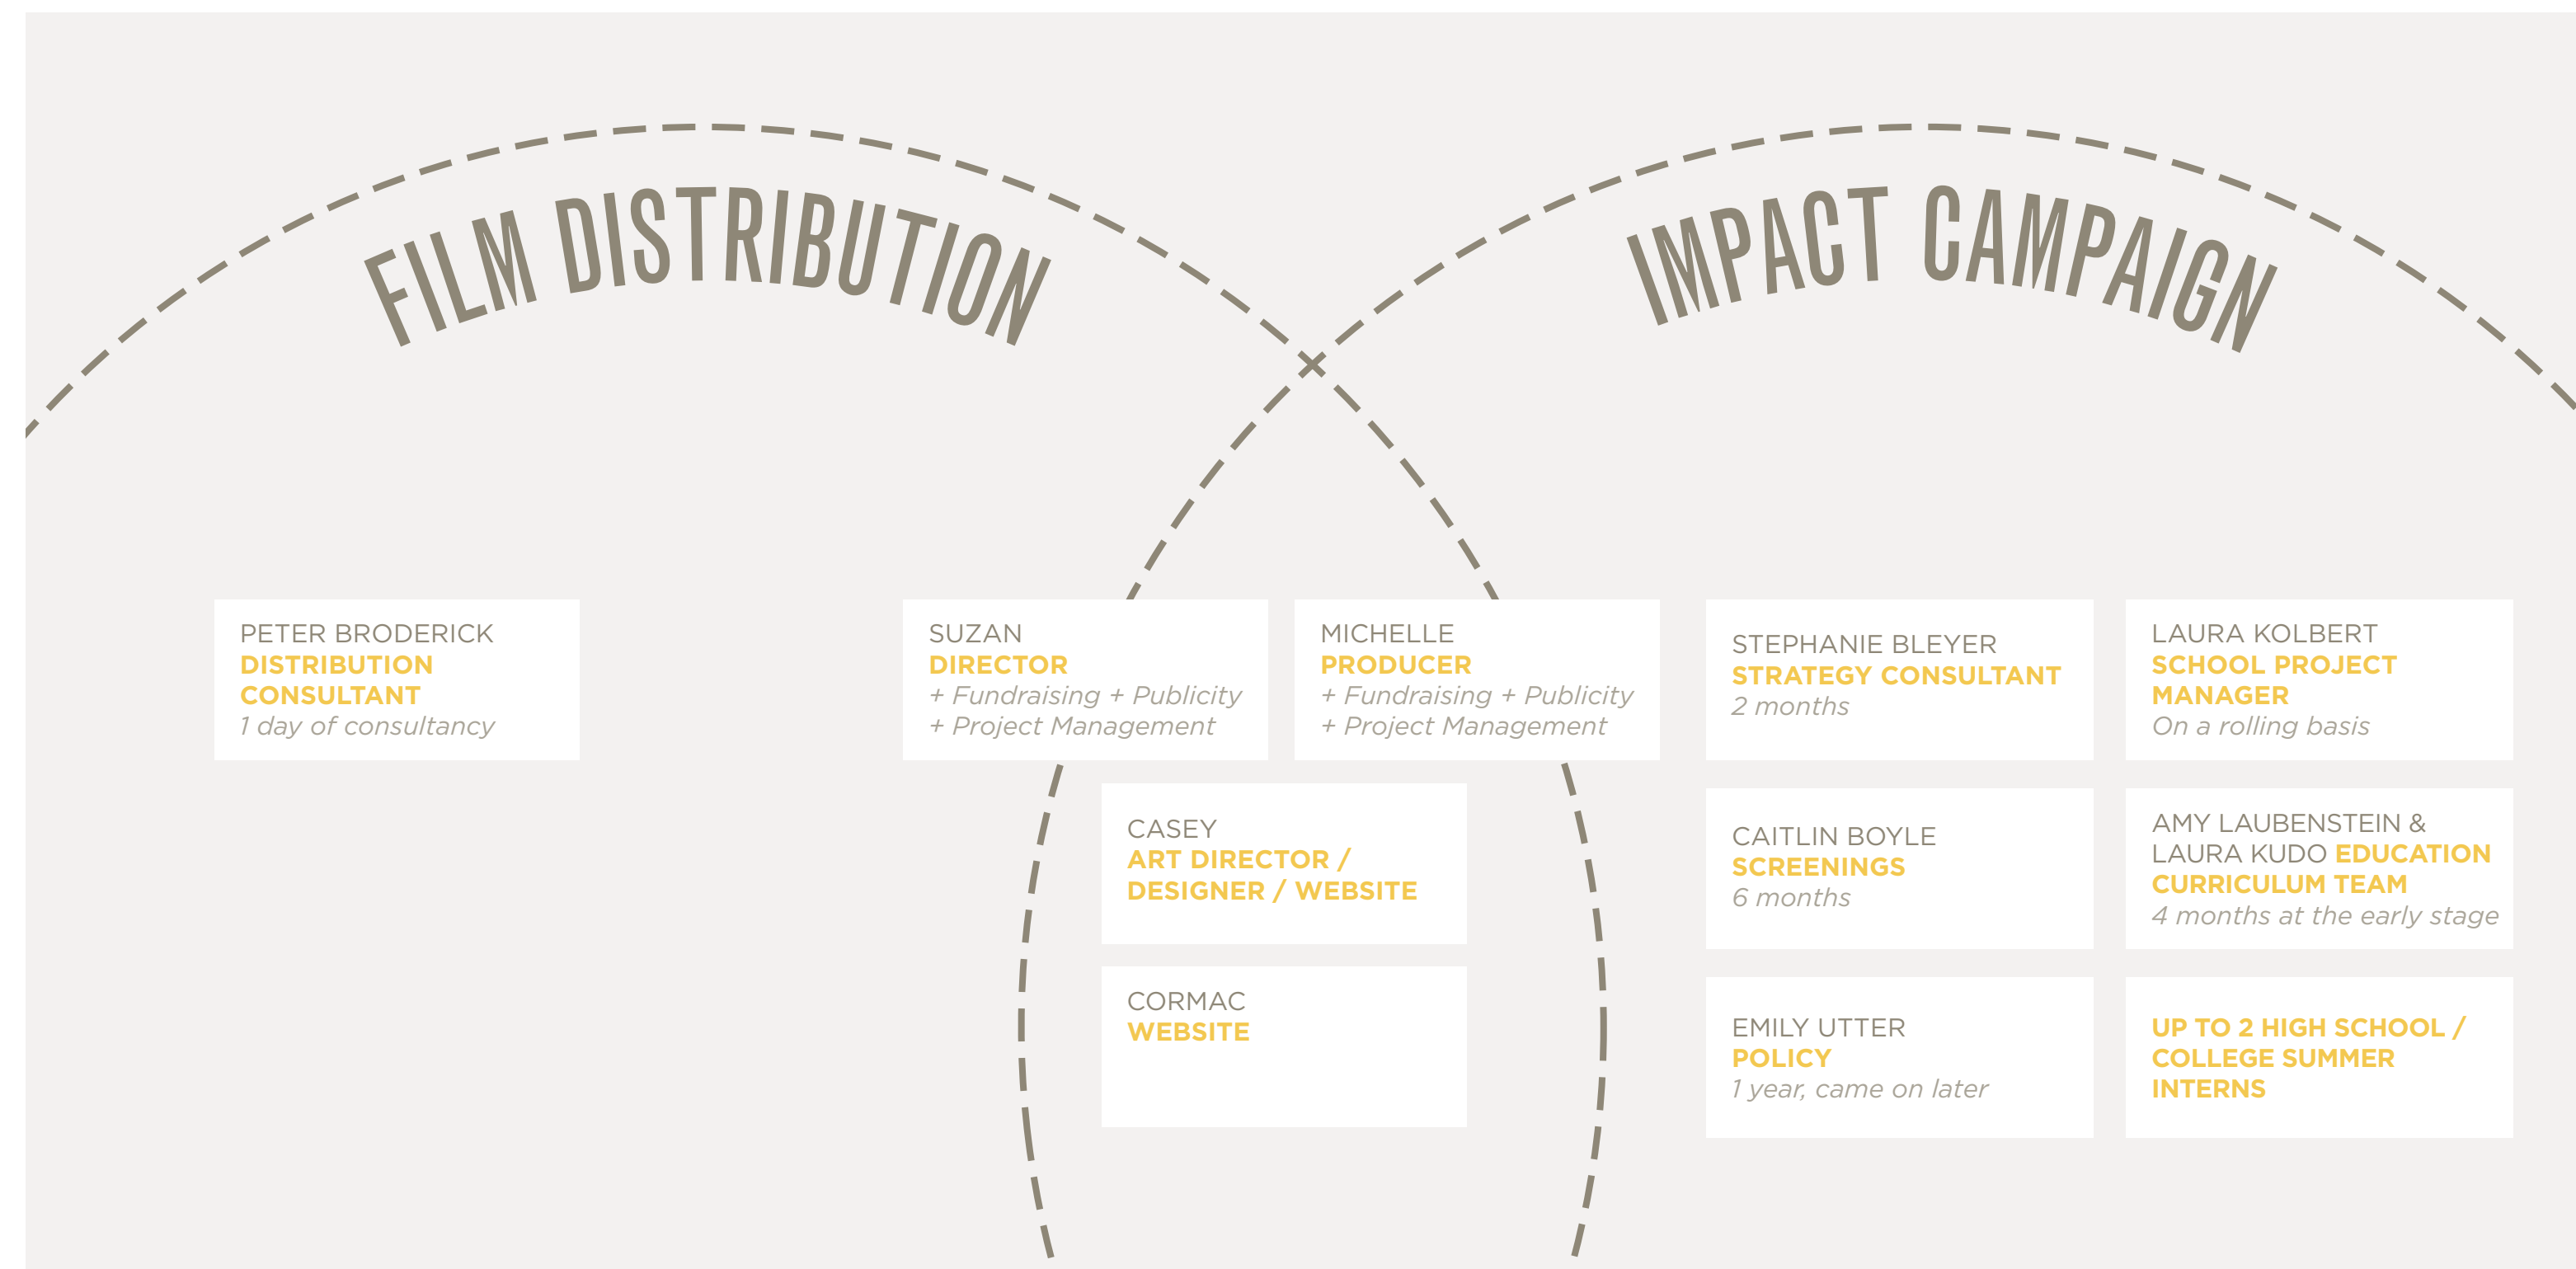 FILM DISTRIBUTION
IMPACT CAMPAIGN
PETER BRODERICK
DISTRIBUTION
CONSULTANT
1 day of consultancy
SUZAN
DIRECTOR
+ Fundraising + Publicity
+ Project Management
MICHELLE
PRODUCER
+ Fundraising + Publicity
+ Project Management
CASEY
ART DIRECTOR /
DESIGNER / WEBSITE
CORMAC
WEBSITE
STEPHANIE BLEYER
STRATEGY CONSULTANT
2 months
LAURA KOLBERT
SCHOOL PROJECT
MANAGER
On a rolling basis
CAITLIN BOYLE
SCREENINGS
6 months
AMY LAUBENSTEIN &
LAURA KUDO EDUCATION
CURRICULUM TEAM
4 months at the early stage
EMILY UTTER
POLICY
1 year, came on later
UP TO 2 HIGH SCHOOL /
COLLEGE SUMMER
INTERNS